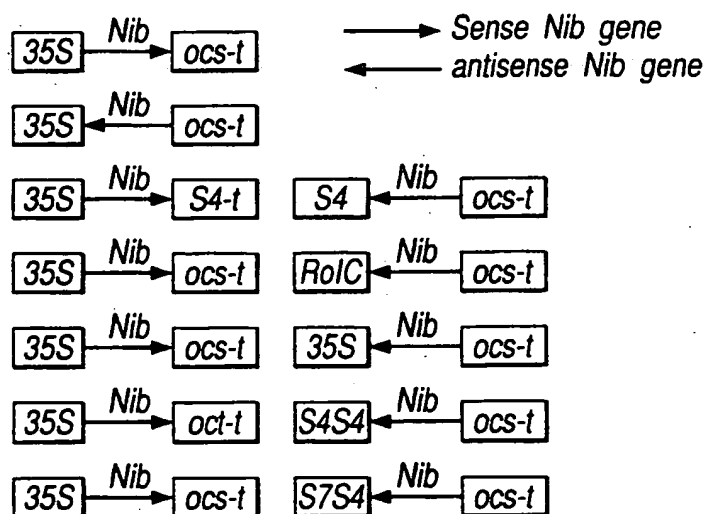 Nib
35S ocs-t
Sense Nib gene
antisense Nib gene
Nib
35S ocs-t
Nib Nib
35S S4-t S4 ocs-t
Nib Nib
35S ocs-t RolC ocs-t
Nib Nib
35S ocs-t 35S ocs-t
Nib Nib
35S oct-t S4S4 ocs-t
Nib Nib
35S ocs-t S7S4 ocs-t